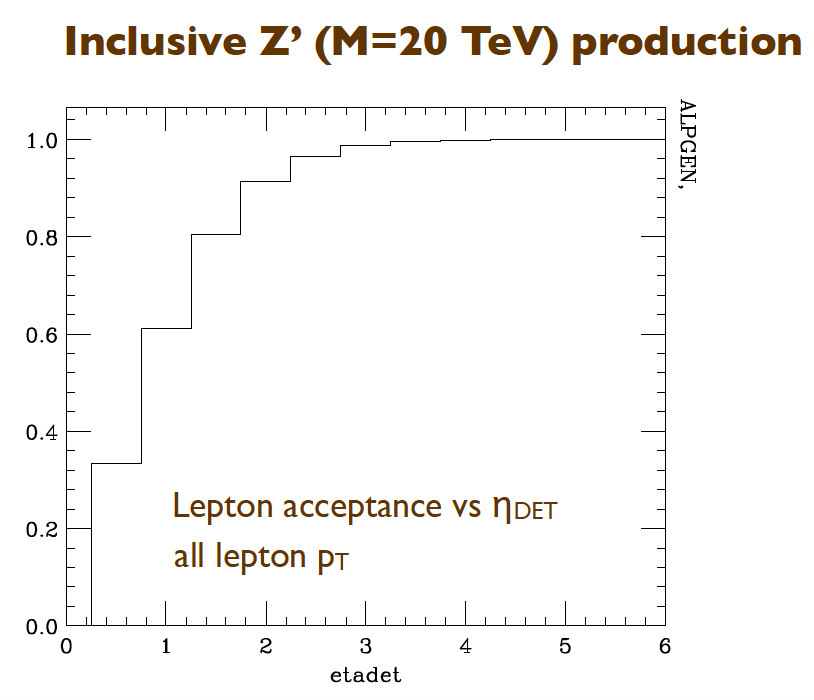 Inclusive Z’ (M=20 TeV) production
ALPGEN,
1.0
0.8
0.6
0.4
0.2
0.0
Lepton acceptance vs ηDET
all lepton pT
0 1 2 3 4 5 6
etadet